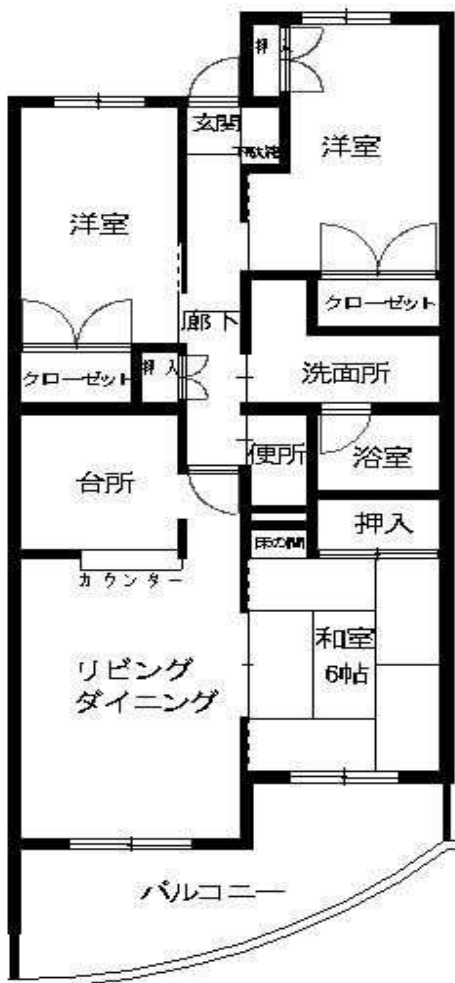 押入
玄関
下駄箱
洋室
洋室
クローゼット
廊下
クローゼット
押入
洗面所
台所
便所
浴室
押入
床の間
カウンター
和室
6帖
リビング
ダイニング
バルコニー